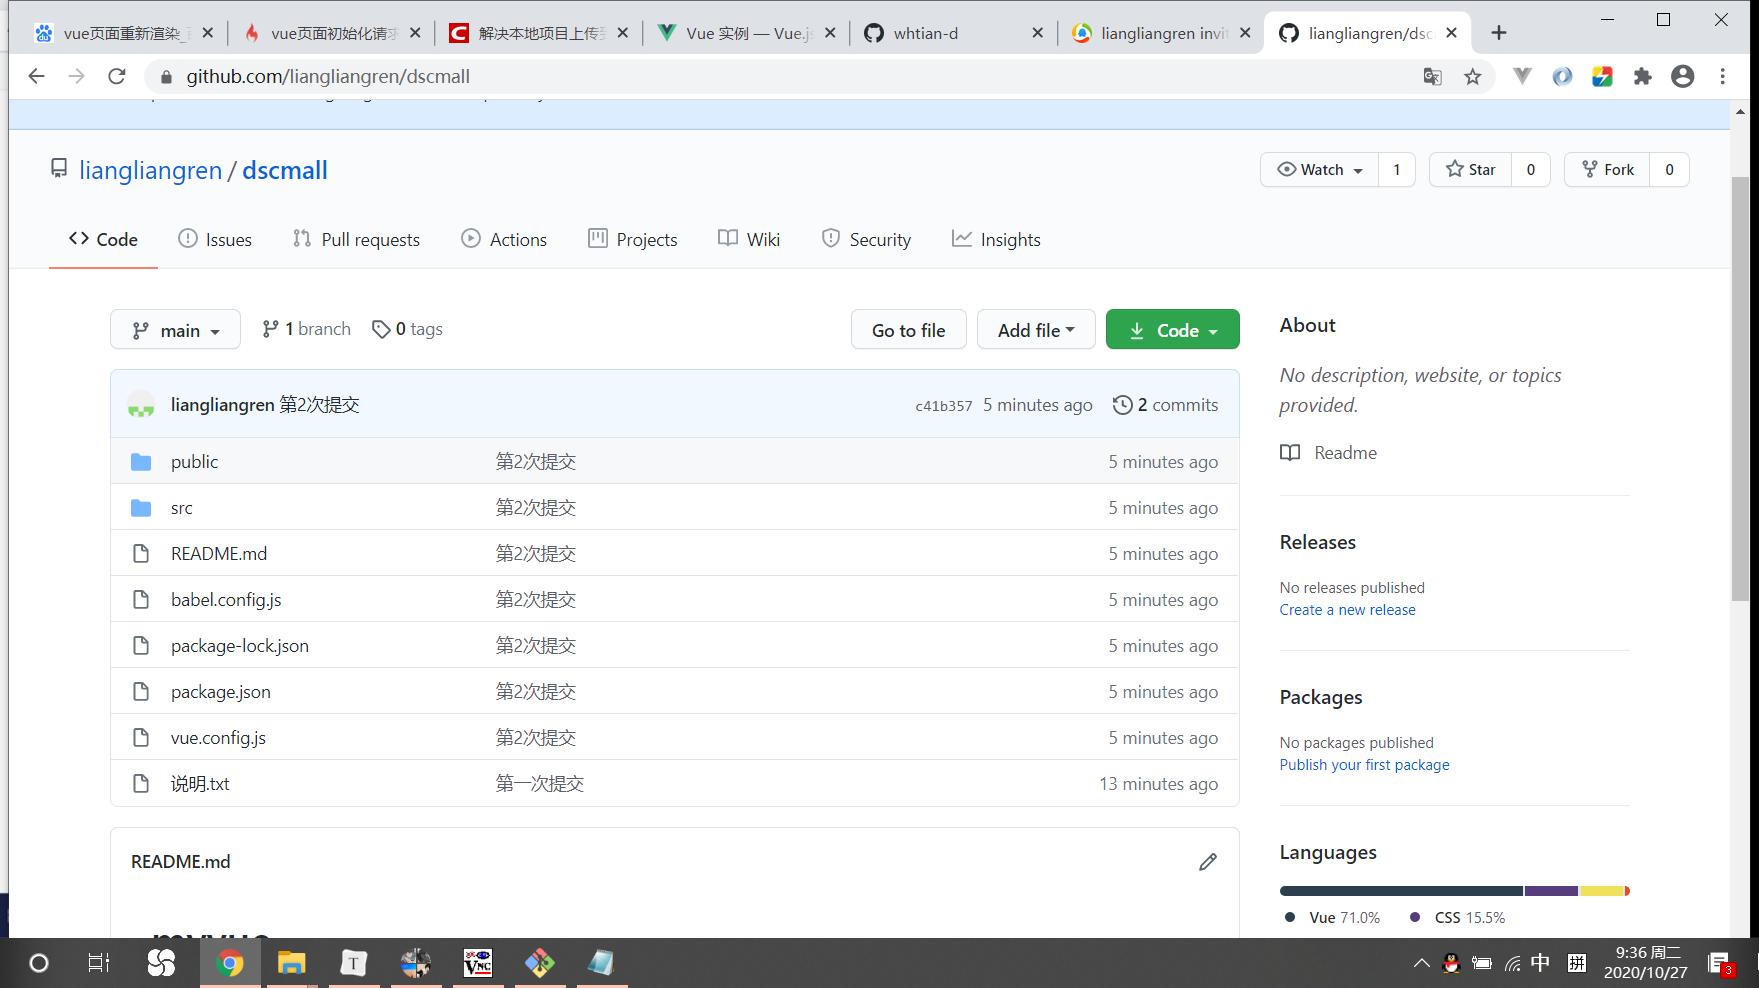 vue页面重新渲染_
vue页面初始化请求
解决本地项目上传到
Vue 实例 — Vue.js
whtian-d
liangliangren invit
liangliangren/dsc
github.com/liangliangren/dscmall
liangliangren / dscmall
Watch 1
Star 0
Fork 0
Code
Issues
Pull requests
Actions
Projects
Wiki
Security
Insights
main
1 branch
0 tags
Go to file
Add file
Code
liangliangren 第2次提交
c41b357 5 minutes ago
2 commits
public 第2次提交 5 minutes ago
src 第2次提交 5 minutes ago
README.md 第2次提交 5 minutes ago
babel.config.js 第2次提交 5 minutes ago
package-lock.json 第2次提交 5 minutes ago
package.json 第2次提交 5 minutes ago
vue.config.js 第2次提交 5 minutes ago
说明.txt 第一次提交 13 minutes ago
README.md
About
No description, website, or topics
provided.
Readme
Releases
No releases published
Create a new release
Packages
No packages published
Publish your first package
Languages
Vue 71.0%
CSS 15.5%
T
VNC
中
拼
9:36 周二
2020/10/27
3